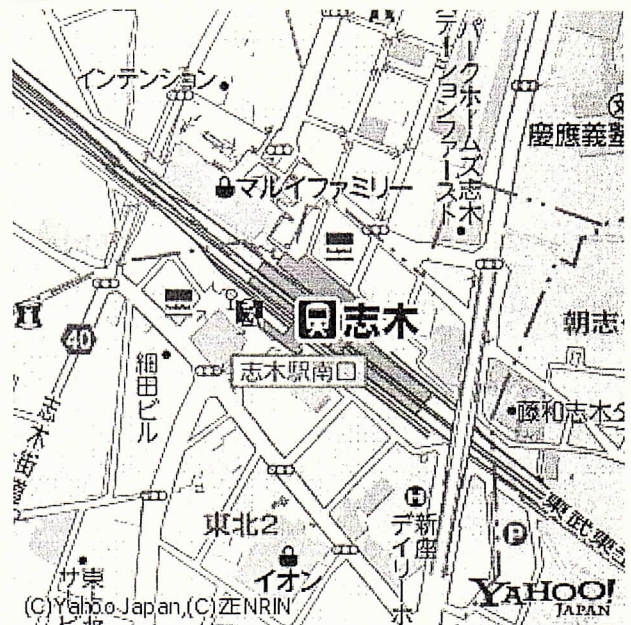 インテンション
パークホームズ志木
ステーションファースト
慶應義塾
マルイファミリー
志木
朝志
40
細田ビル
志木駅南口
志木街道
藤和志木
東武東上
東北2
イオン
新座
デイリーホ
P
H
(C)Yahoo Japan,(C)ZENRIN
YAHOO!
JAPAN